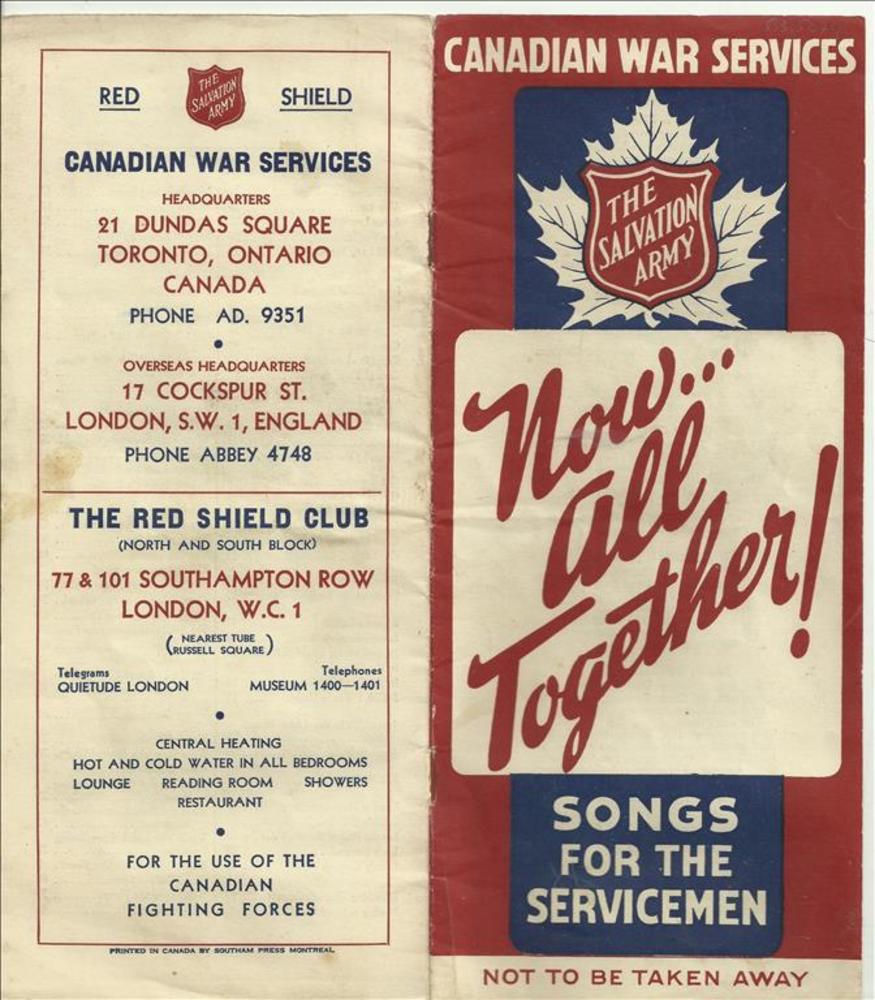 RED SHIELD
THE
SALVATION
ARMY
CANADIAN WAR SERVICES
HEADQUARTERS
21 DUNDAS SQUARE
TORONTO, ONTARIO
CANADA
PHONE AD. 9351
•
OVERSEAS HEADQUARTERS
17 COCKSPUR ST.
LONDON, S.W. 1, ENGLAND
PHONE ABBEY 4748
THE RED SHIELD CLUB
(NORTH AND SOUTH BLOCK)
77 & 101 SOUTHAMPTON ROW
LONDON, W.C. 1
( NEAREST TUBE
RUSSELL SQUARE )
Telegrams Telephones
QUIETUDE LONDON MUSEUM 1400—1401
•
CENTRAL HEATING
HOT AND COLD WATER IN ALL BEDROOMS
LOUNGE READING ROOM SHOWERS
RESTAURANT
•
FOR THE USE OF THE
CANADIAN
FIGHTING FORCES
PRINTED IN CANADA BY SOUTHAM PRESS MONTREAL
CANADIAN WAR SERVICES
THE
SALVATION
ARMY
Now...
All
Together!
SONGS
FOR THE
SERVICEMEN
NOT TO BE TAKEN AWAY